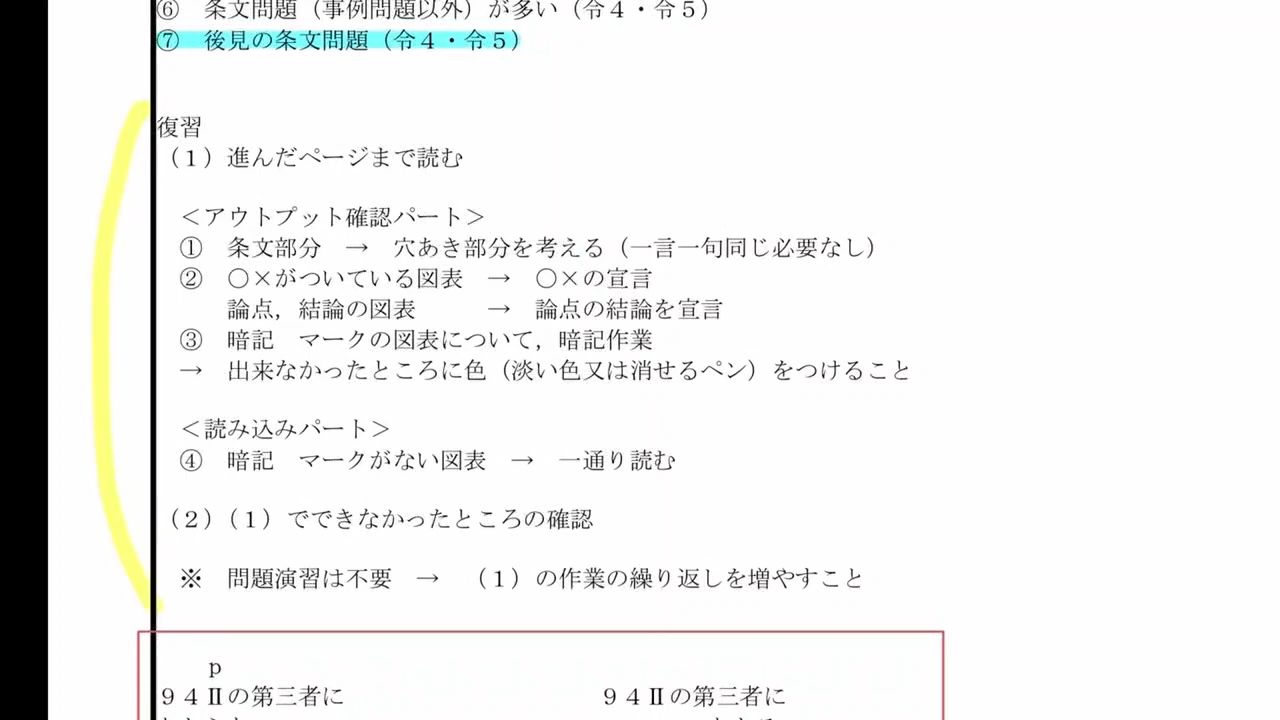 ⑥　条文問題（事例問題以外）が多い（令４・令５）
⑦　後見の条文問題（令４・令５）
復習
（１）進んだページまで読む
＜アウトプット確認パート＞
①　条文部分　→　穴あき部分を考える（一言一句同じ必要なし）
②　○×がついている図表　→　○×の宣言
論点，結論の図表　　　→　論点の結論を宣言
③　暗記　マークの図表について，暗記作業
→　出来なかったところに色（淡い色又は消せるペン）をつけること
＜読み込みパート＞
④　暗記　マークがない図表　→　一通り読む
（２）（１）でできなかったところの確認
※　問題演習は不要　→　（１）の作業の繰り返しを増やすこと
ｐ
９４Ⅱの第三者に　　　９４Ⅱの第三者に